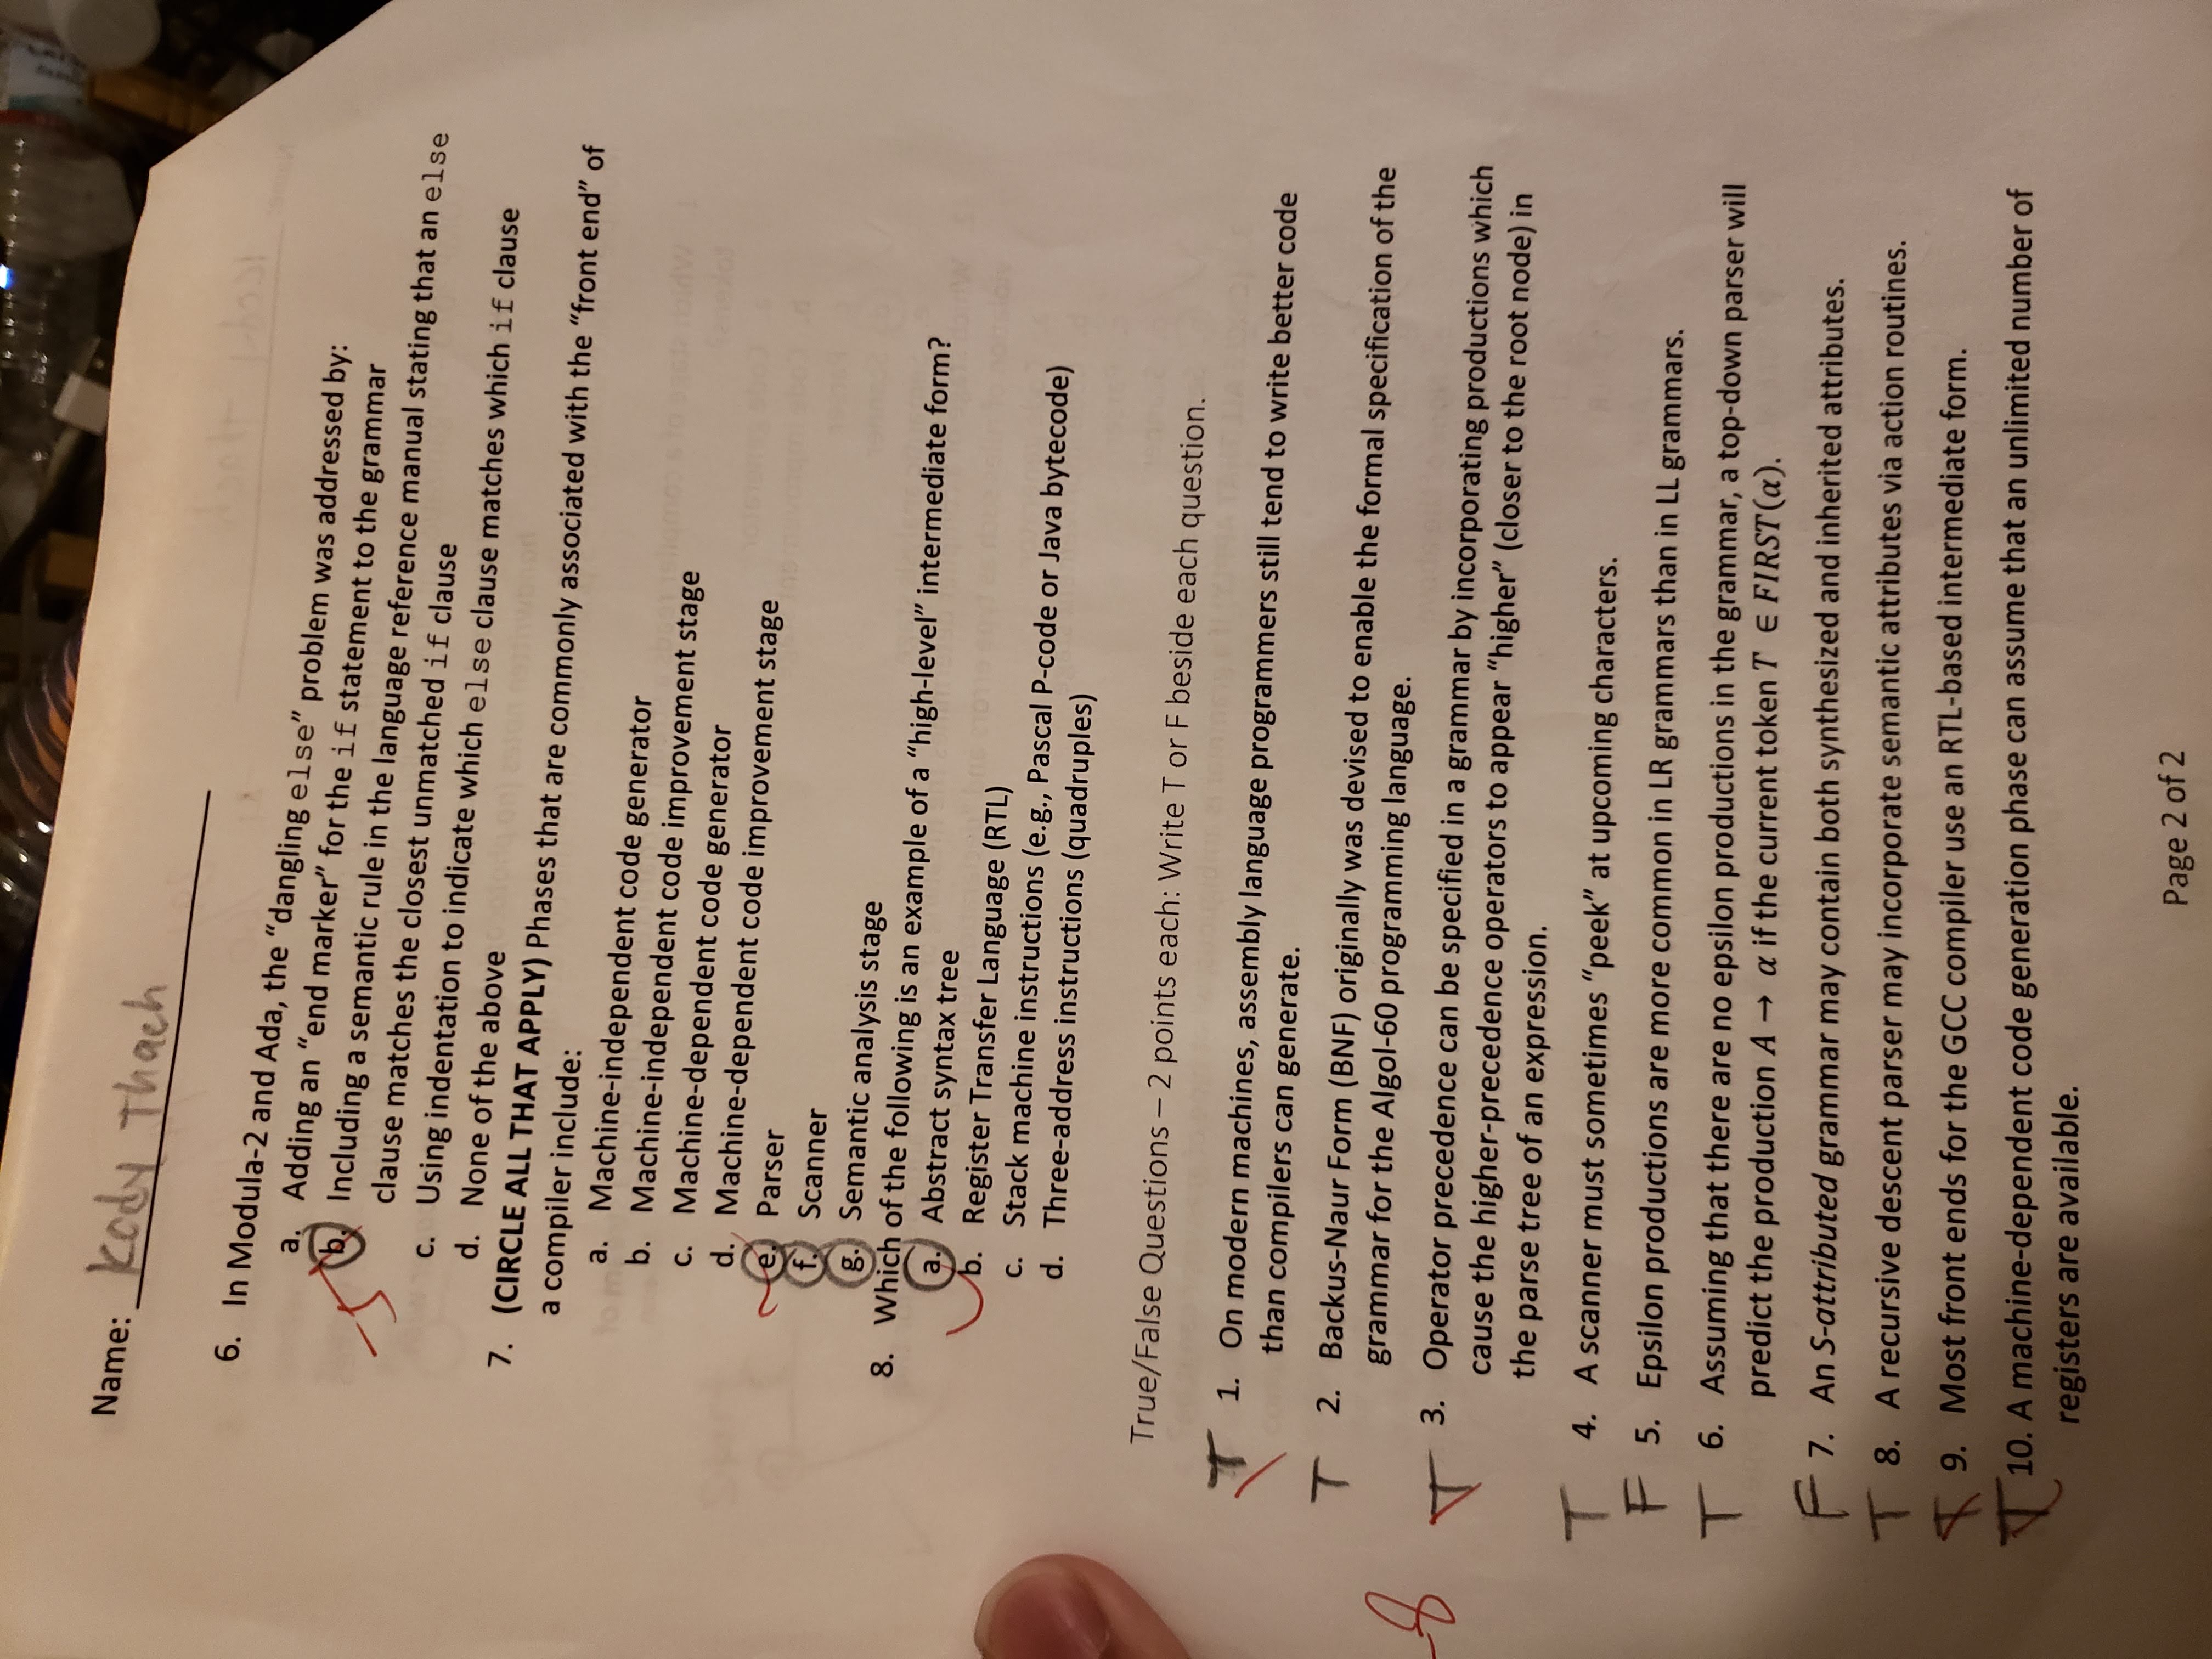 Name: Kody Thach
6. In Modula-2 and Ada, the “dangling else” problem was addressed by:
a. Adding an “end marker” for the if statement to the grammar
b. Including a semantic rule in the language reference manual stating that an else
clause matches the closest unmatched if clause
-5
c. Using indentation to indicate which else clause matches which if clause
d. None of the above
7. (CIRCLE ALL THAT APPLY) Phases that are commonly associated with the “front end” of
a compiler include:
a. Machine-independent code generator
b. Machine-independent code improvement stage
c. Machine-dependent code generator
d. Machine-dependent code improvement stage
e. Parser
f. Scanner
g. Semantic analysis stage
8. Which of the following is an example of a “high-level” intermediate form?
a. Abstract syntax tree
b. Register Transfer Language (RTL)
c. Stack machine instructions (e.g., Pascal P-code or Java bytecode)
d. Three-address instructions (quadruples)
True/False Questions – 2 points each: Write T or F beside each question.
T 1. On modern machines, assembly language programmers still tend to write better code
than compilers can generate.
T 2. Backus-Naur Form (BNF) originally was devised to enable the formal specification of the
grammar for the Algol-60 programming language.
-8
T 3. Operator precedence can be specified in a grammar by incorporating productions which
cause the higher-precedence operators to appear “higher” (closer to the root node) in
the parse tree of an expression.
T 4. A scanner must sometimes “peek” at upcoming characters.
F 5. Epsilon productions are more common in LR grammars than in LL grammars.
T 6. Assuming that there are no epsilon productions in the grammar, a top-down parser will
predict the production A → α if the current token T ∈ FIRST(α).
F 7. An S-attributed grammar may contain both synthesized and inherited attributes.
T 8. A recursive descent parser may incorporate semantic attributes via action routines.
T 9. Most front ends for the GCC compiler use an RTL-based intermediate form.
T 10. A machine-dependent code generation phase can assume that an unlimited number of
registers are available.
Page 2 of 2